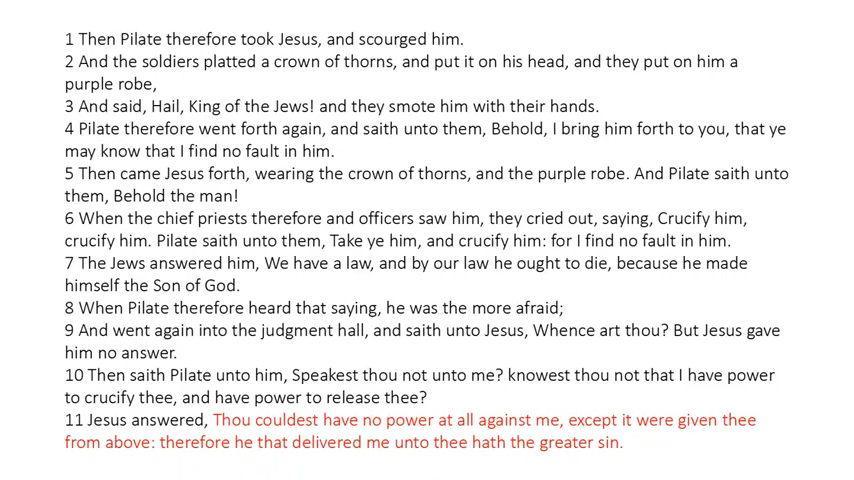 1 Then Pilate therefore took Jesus, and scourged him.
2 And the soldiers platted a crown of thorns, and put it on his head, and they put on him a
purple robe,
3 And said, Hail, King of the Jews! and they smote him with their hands.
4 Pilate therefore went forth again, and saith unto them, Behold, I bring him forth to you, that ye
may know that I find no fault in him.
5 Then came Jesus forth, wearing the crown of thorns, and the purple robe. And Pilate saith unto
them, Behold the man!
6 When the chief priests therefore and officers saw him, they cried out, saying, Crucify him,
crucify him. Pilate saith unto them, Take ye him, and crucify him: for I find no fault in him.
7 The Jews answered him, We have a law, and by our law he ought to die, because he made
himself the Son of God.
8 When Pilate therefore heard that saying, he was the more afraid;
9 And went again into the judgment hall, and saith unto Jesus, Whence art thou? But Jesus gave
him no answer.
10 Then saith Pilate unto him, Speakest thou not unto me? knowest thou not that I have power
to crucify thee, and have power to release thee?
11 Jesus answered, Thou couldest have no power at all against me, except it were given thee
from above: therefore he that delivered me unto thee hath the greater sin.